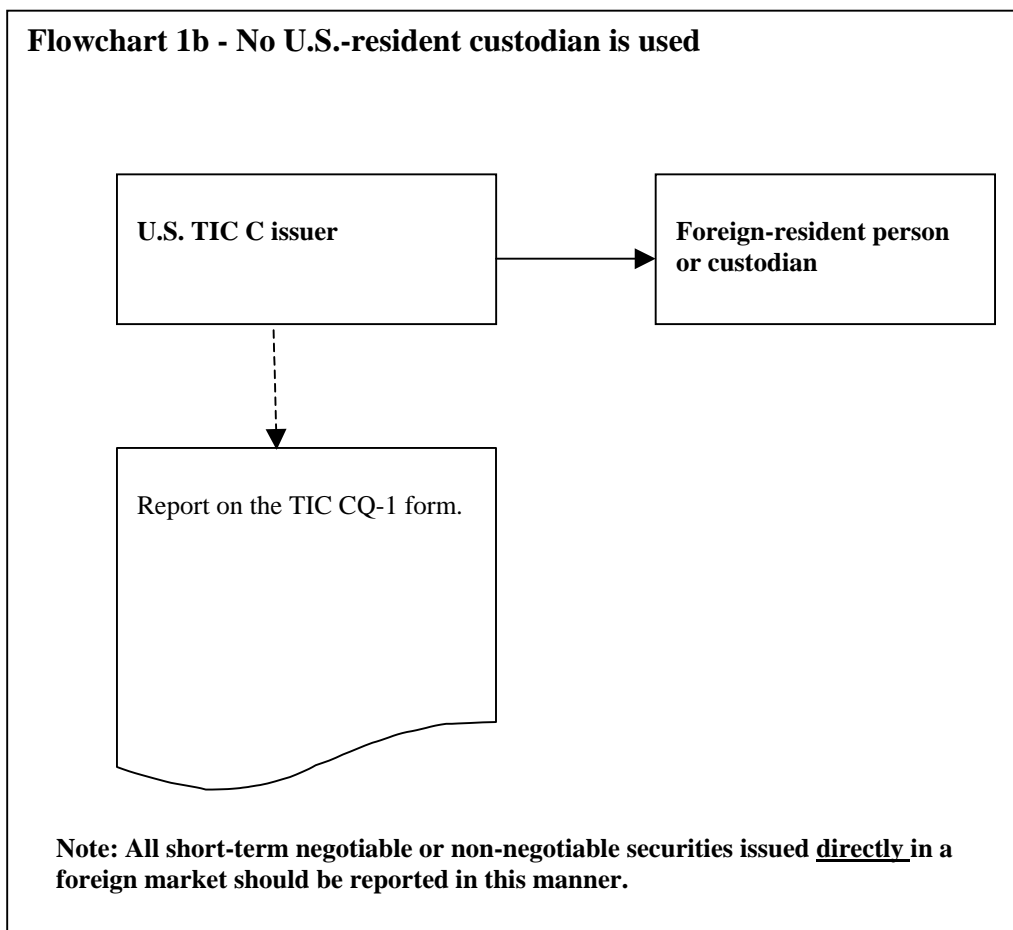 Flowchart 1b - No U.S.-resident custodian is used
U.S. TIC C issuer
Foreign-resident person
or custodian
Report on the TIC CQ-1 form.
Note: All short-term negotiable or non-negotiable securities issued directly in a
foreign market should be reported in this manner.